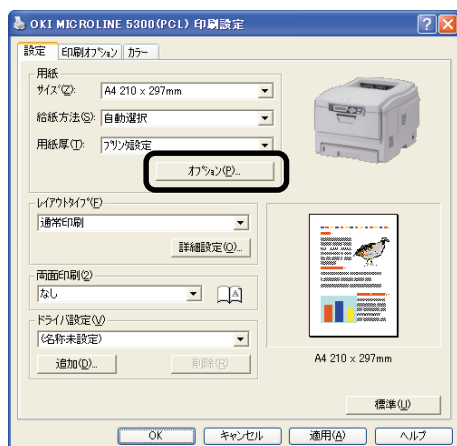 OKI MICROLINE 5300(PCL) 印刷設定
設定 印刷ｵﾌﾟｼｮﾝ ｶﾗｰ
用紙
ｻｲｽﾞ(Z): A4 210 x 297mm
給紙方法(S): 自動選択
用紙厚(T): ﾌﾟﾘﾝﾀ設定
ｵﾌﾟｼｮﾝ(P)...
ﾚｲｱｳﾄﾀｲﾌﾟ(F)
通常印刷
詳細設定(O)...
両面印刷(2)
なし
ﾄﾞﾗｲﾊﾞ設定(V)
(名称未設定)
追加(D)...
削除(R)
A4 210 x 297mm
標準(U)
OK
キャンセル
適用(A)
ヘルプ